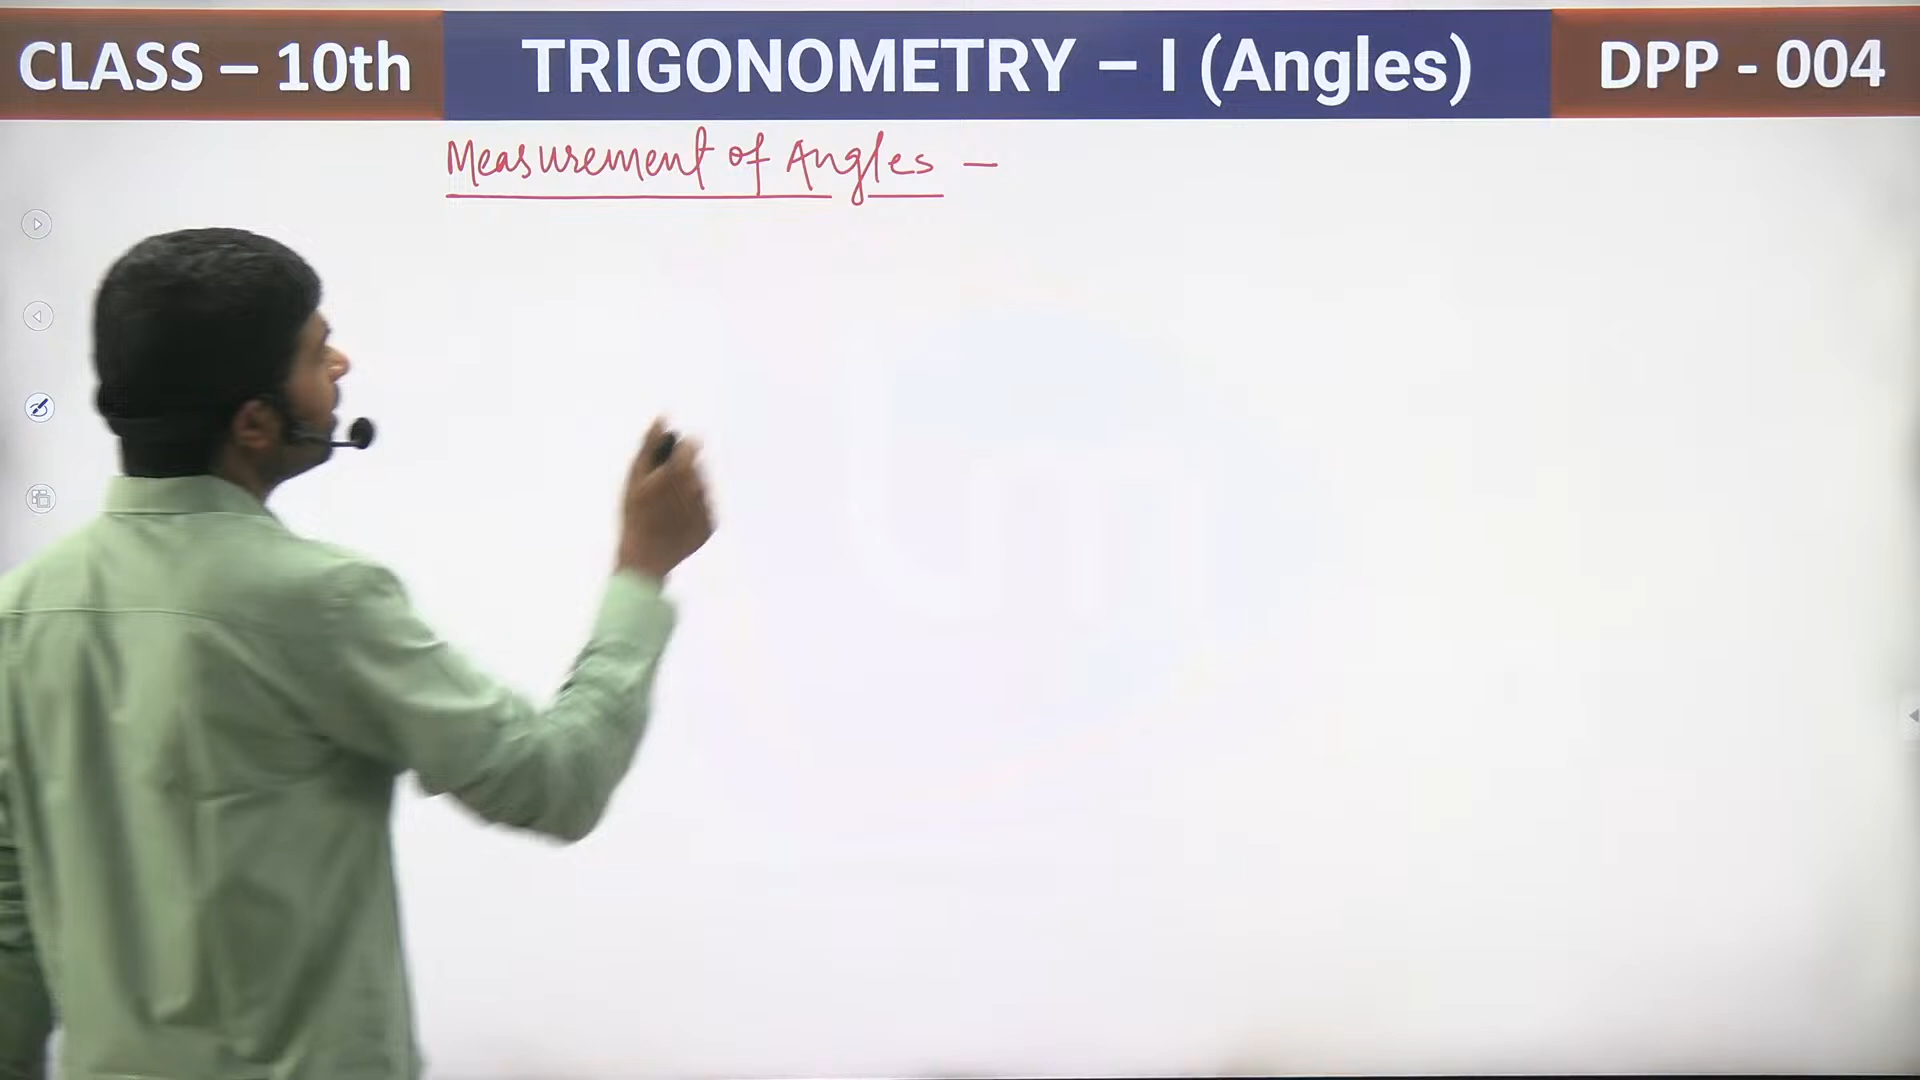 CLASS – 10th
TRIGONOMETRY – I (Angles)
DPP - 004
Measurement of Angles –